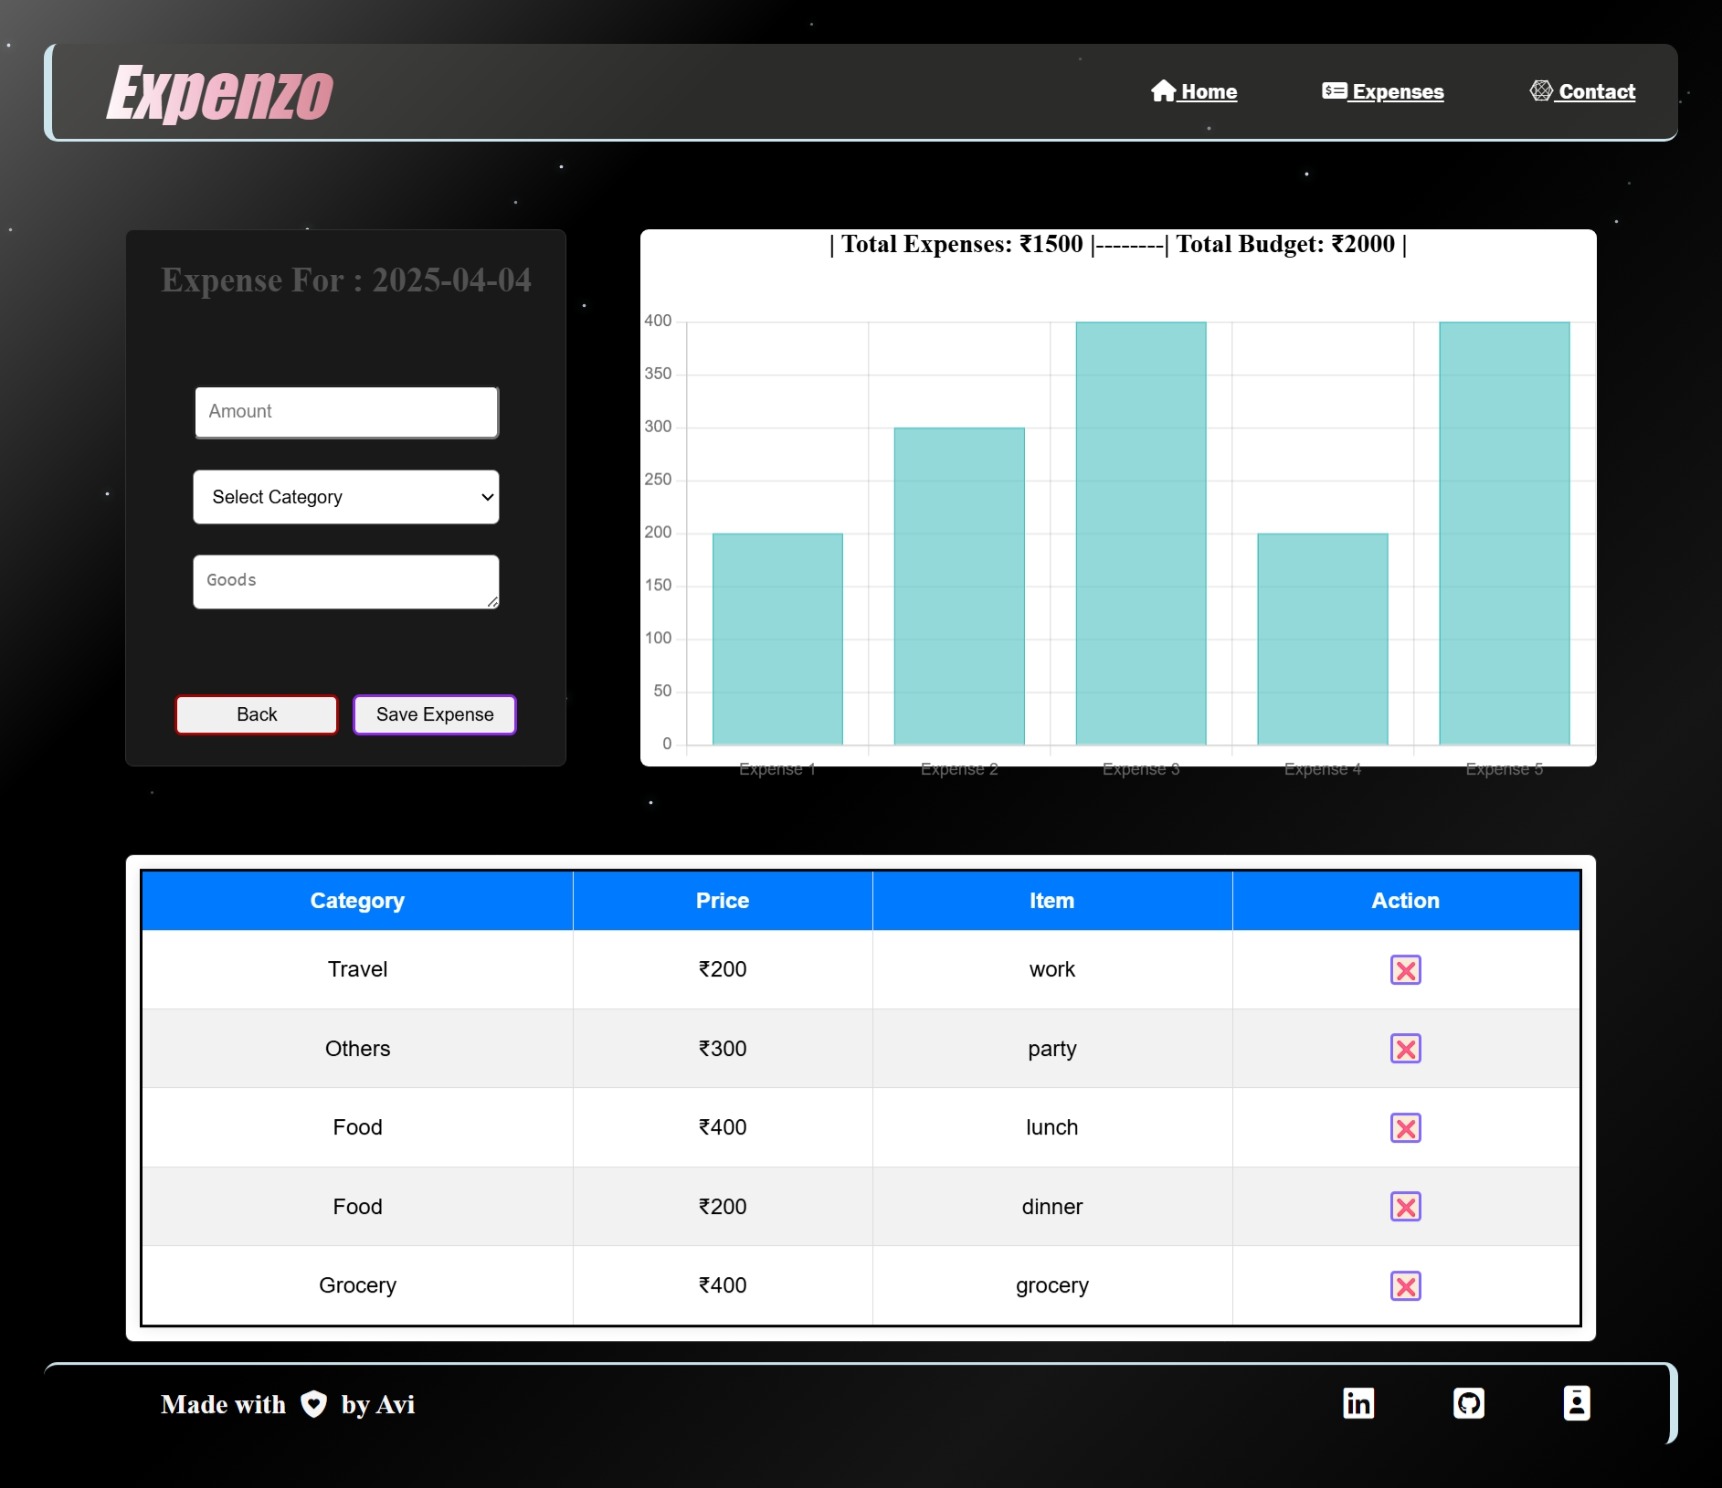 Expenzo
Home Expenses Contact
Expense For : 2025-04-04
Amount
Select Category
Goods
Back Save Expense
| Total Expenses: ₹1500 |--------| Total Budget: ₹2000 |
400
350
300
250
200
150
100
50
0
Expense 1 Expense 2 Expense 3 Expense 4 Expense 5
Category Price Item Action
Travel ₹200 work
Others ₹300 party
Food ₹400 lunch
Food ₹200 dinner
Grocery ₹400 grocery
Made with by Avi
in